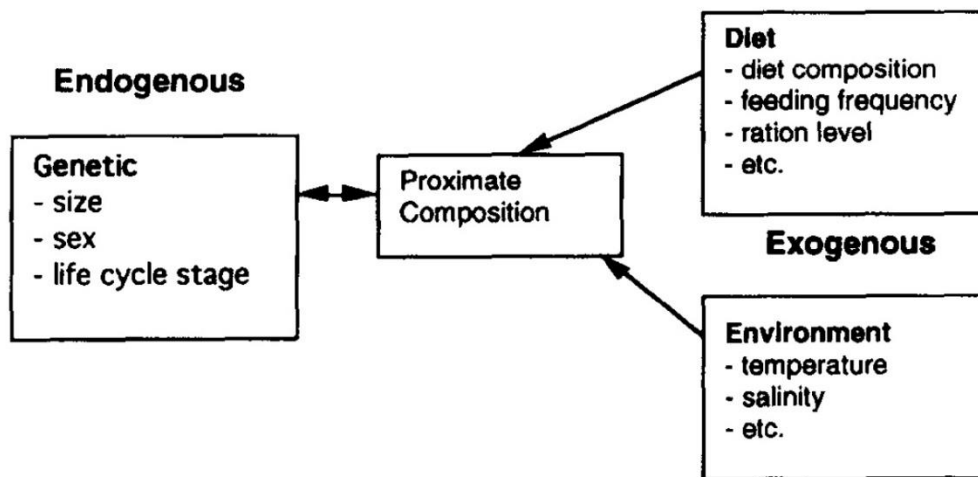 Endogenous
Genetic
- size
- sex
- life cycle stage
Proximate
Composition
Diet
- diet composition
- feeding frequency
- ration level
- etc.
Exogenous
Environment
- temperature
- salinity
- etc.